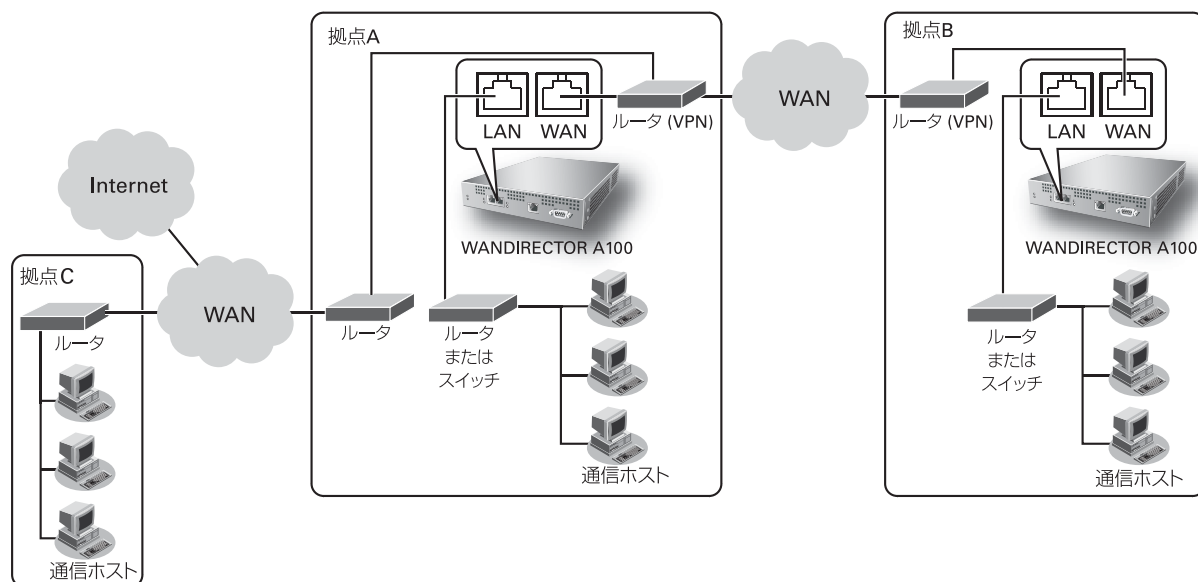 拠点A
LAN
WAN
ルータ (VPN)
WANDIRECTOR A100
ルータ
ルータ
または
スイッチ
通信ホスト
WAN
拠点B
ルータ (VPN)
LAN
WAN
WANDIRECTOR A100
ルータ
または
スイッチ
通信ホスト
Internet
WAN
拠点C
ルータ
通信ホスト